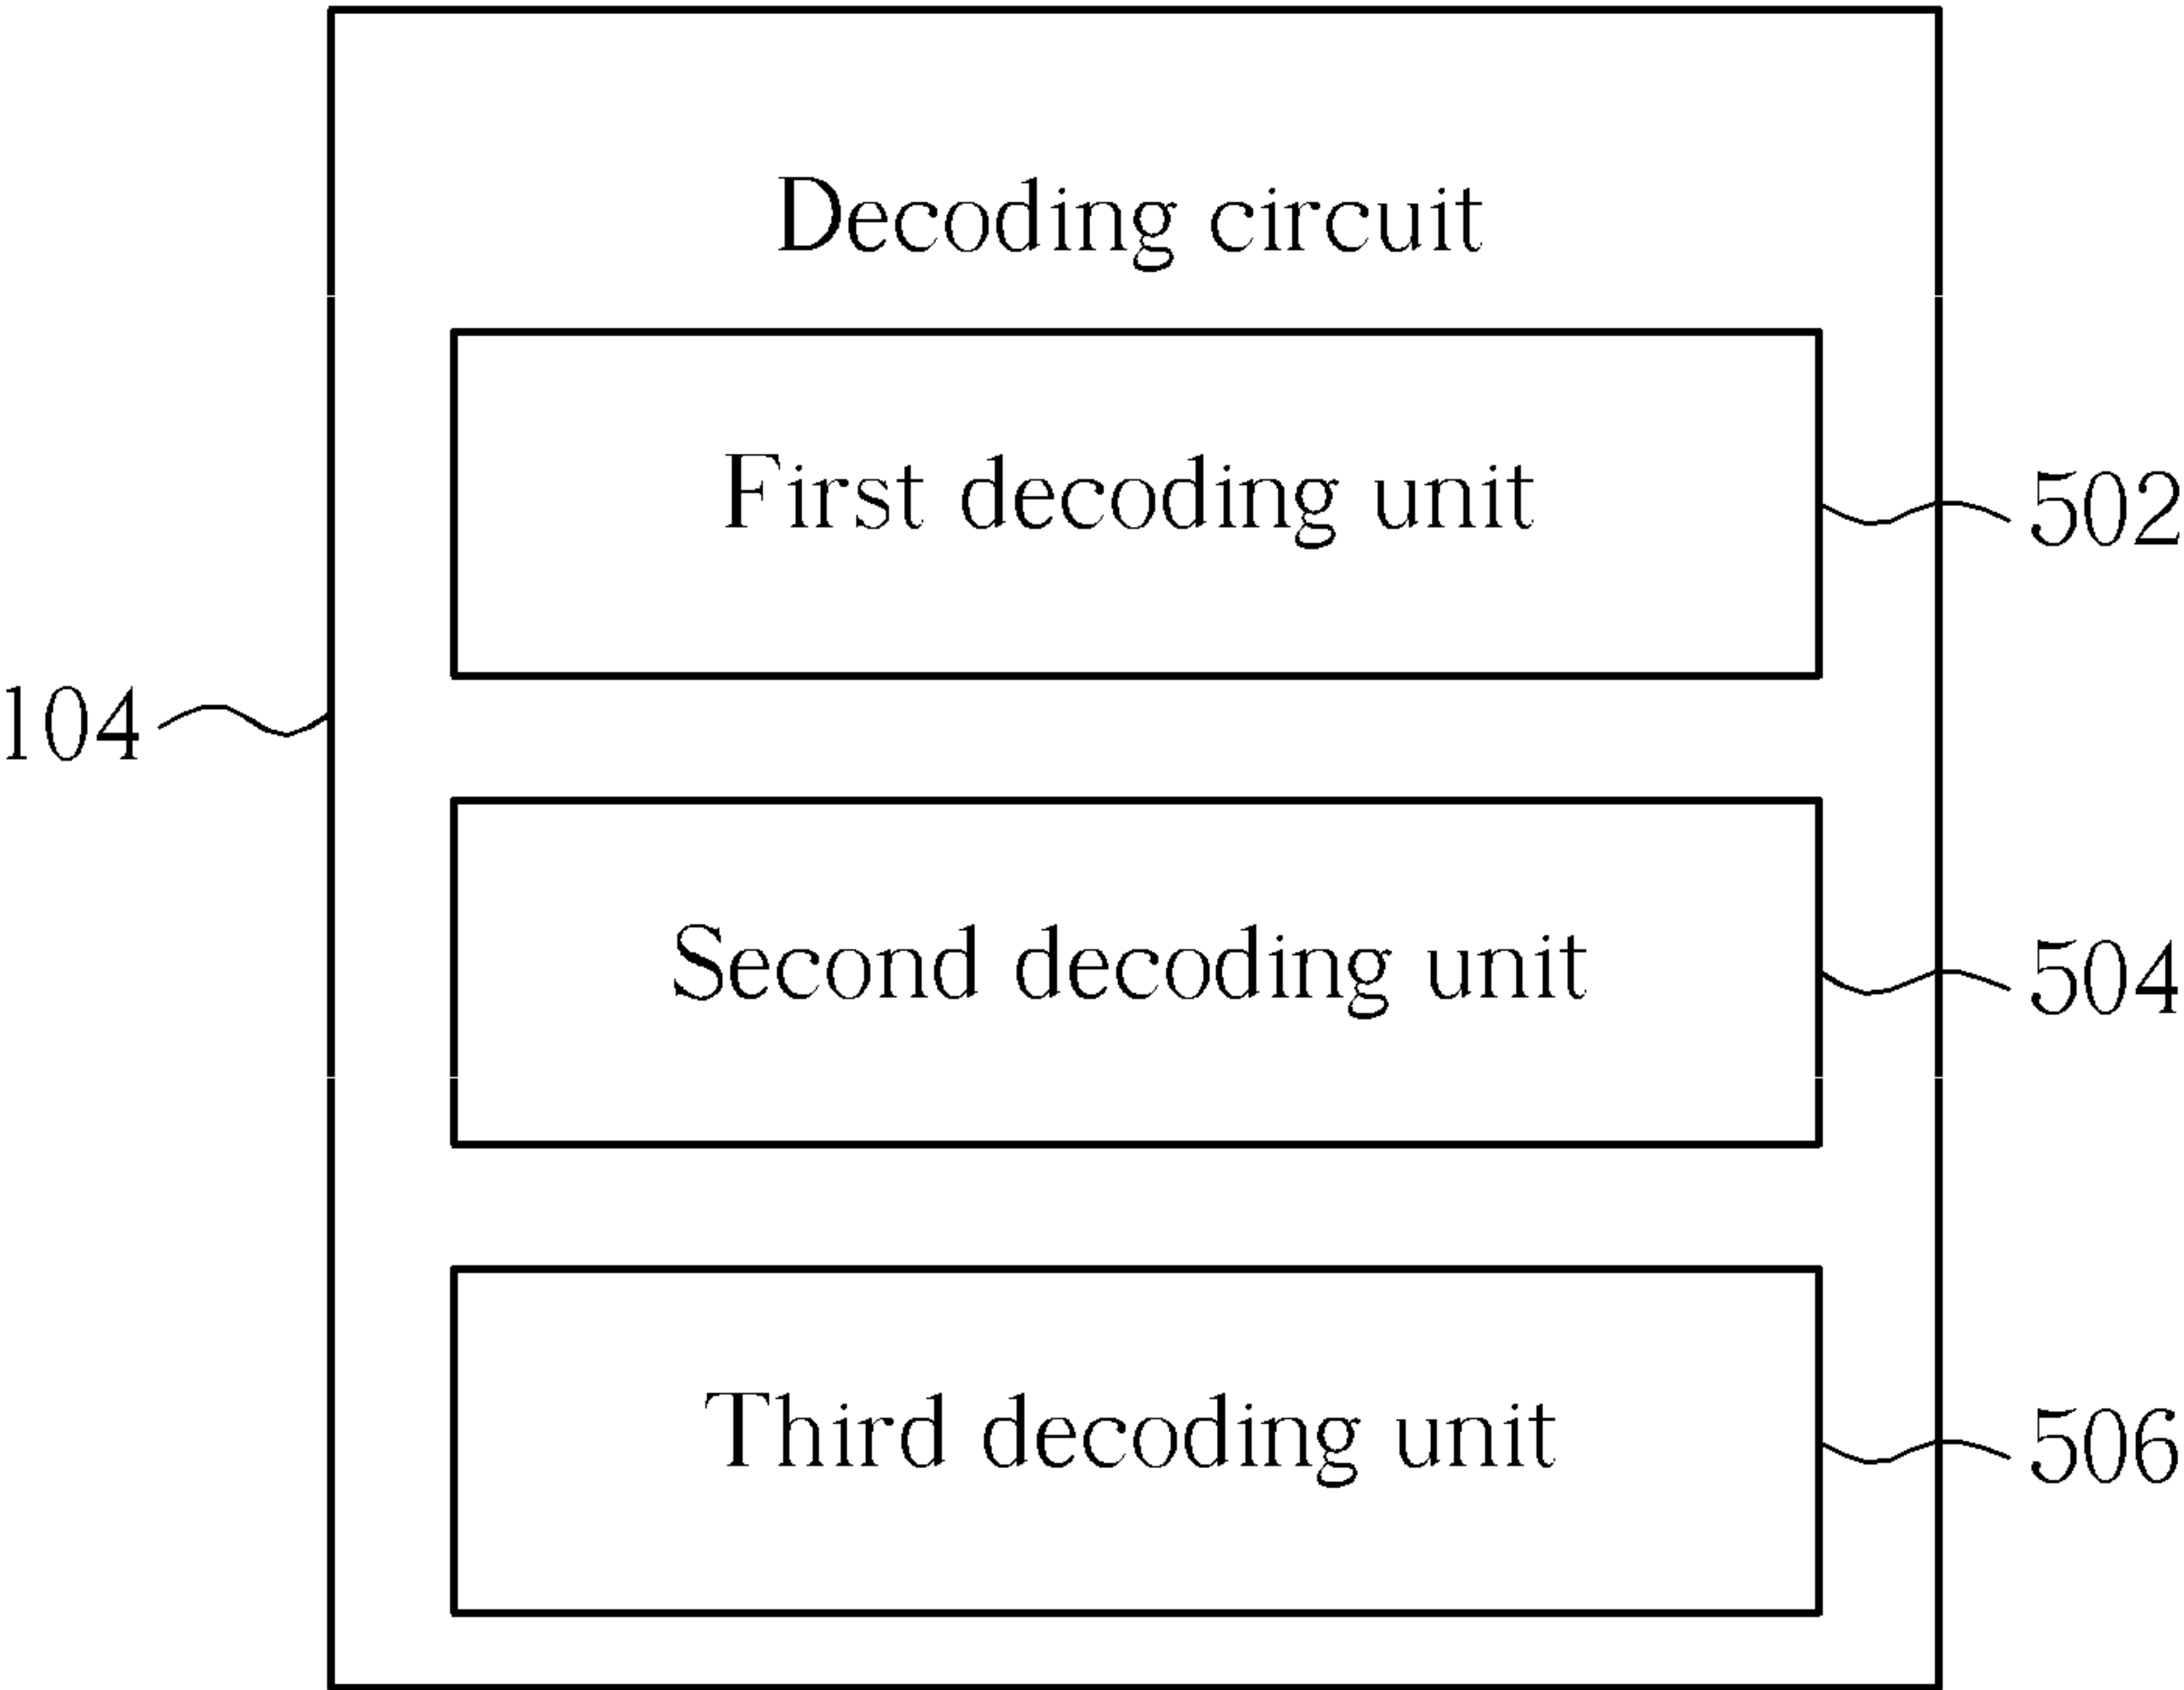 Decoding circuit
First decoding unit
502
104
Second decoding unit
504
Third decoding unit
506